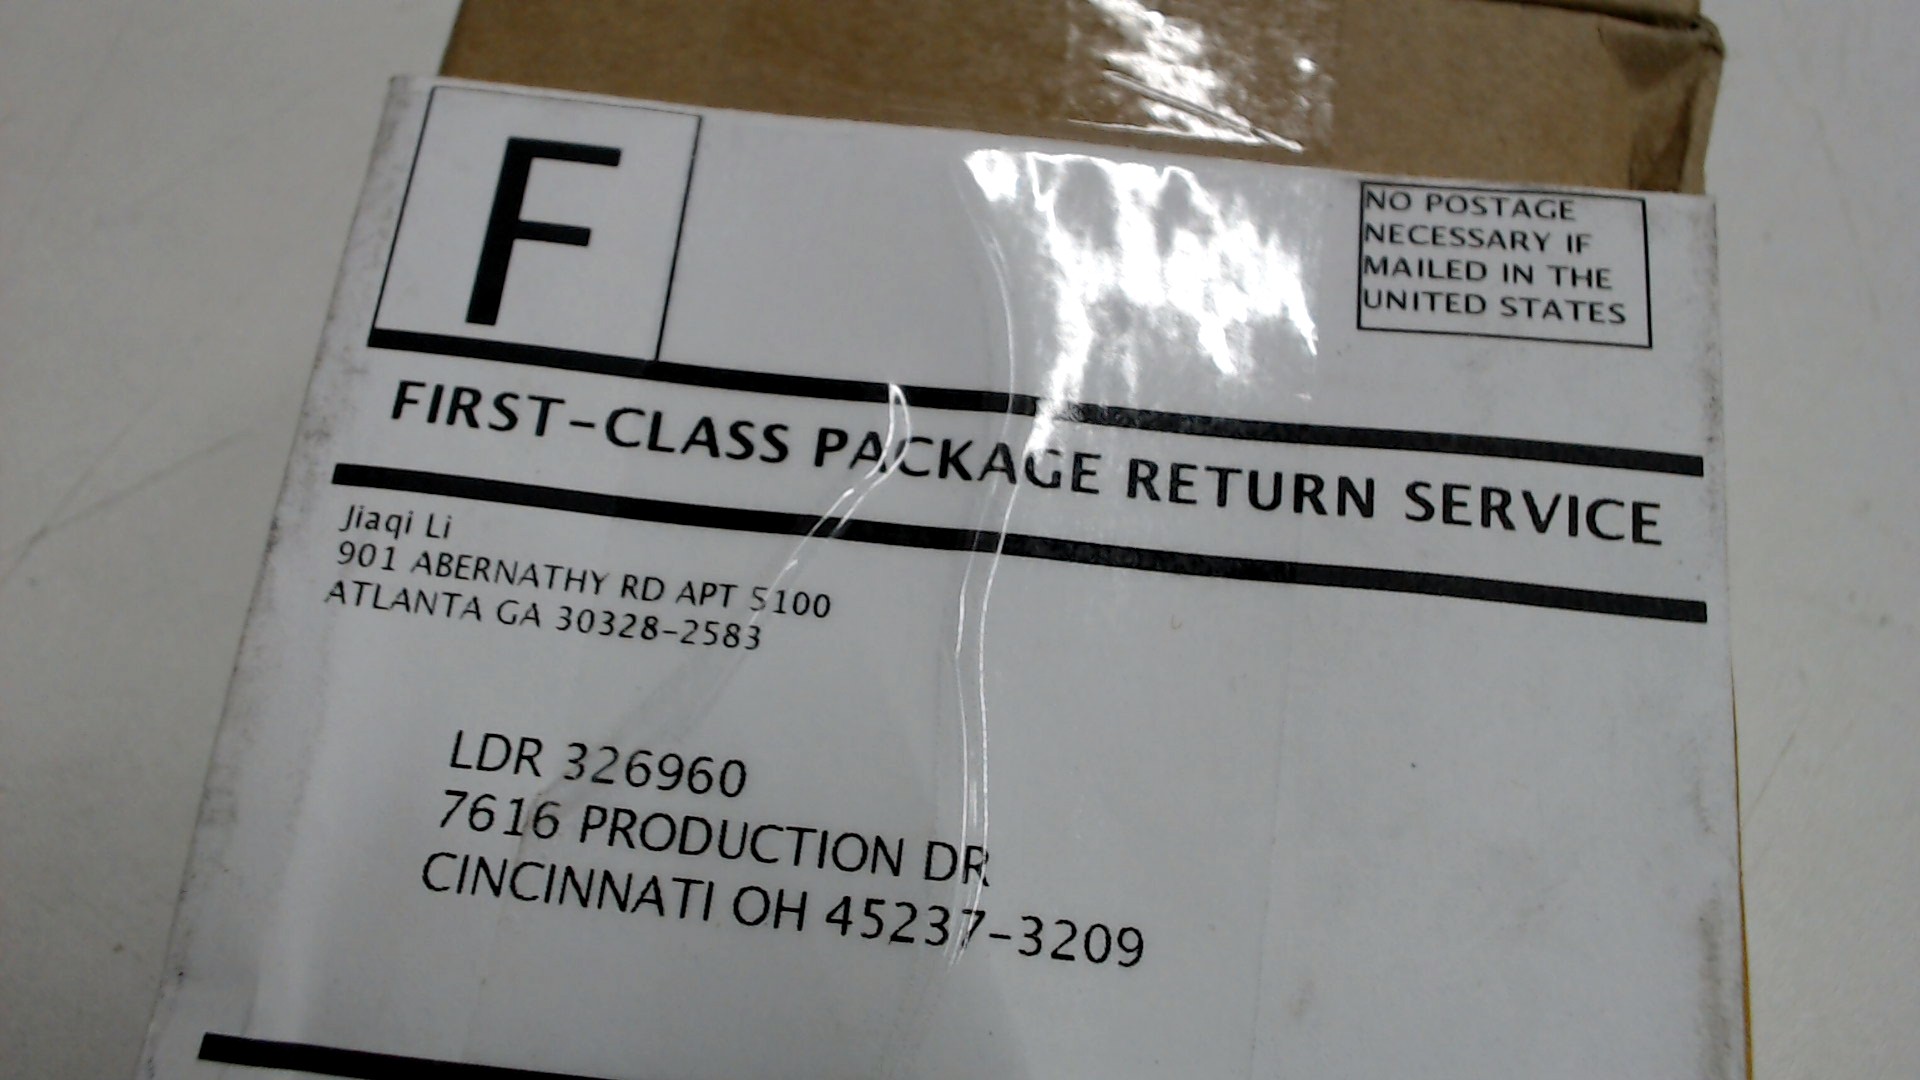 F
NO POSTAGE
NECESSARY IF
MAILED IN THE
UNITED STATES
FIRST-CLASS PACKAGE RETURN SERVICE
Jiaqi Li
901 ABERNATHY RD APT 5100
ATLANTA GA 30328-2583
LDR 326960
7616 PRODUCTION DR
CINCINNATI OH 45237-3209